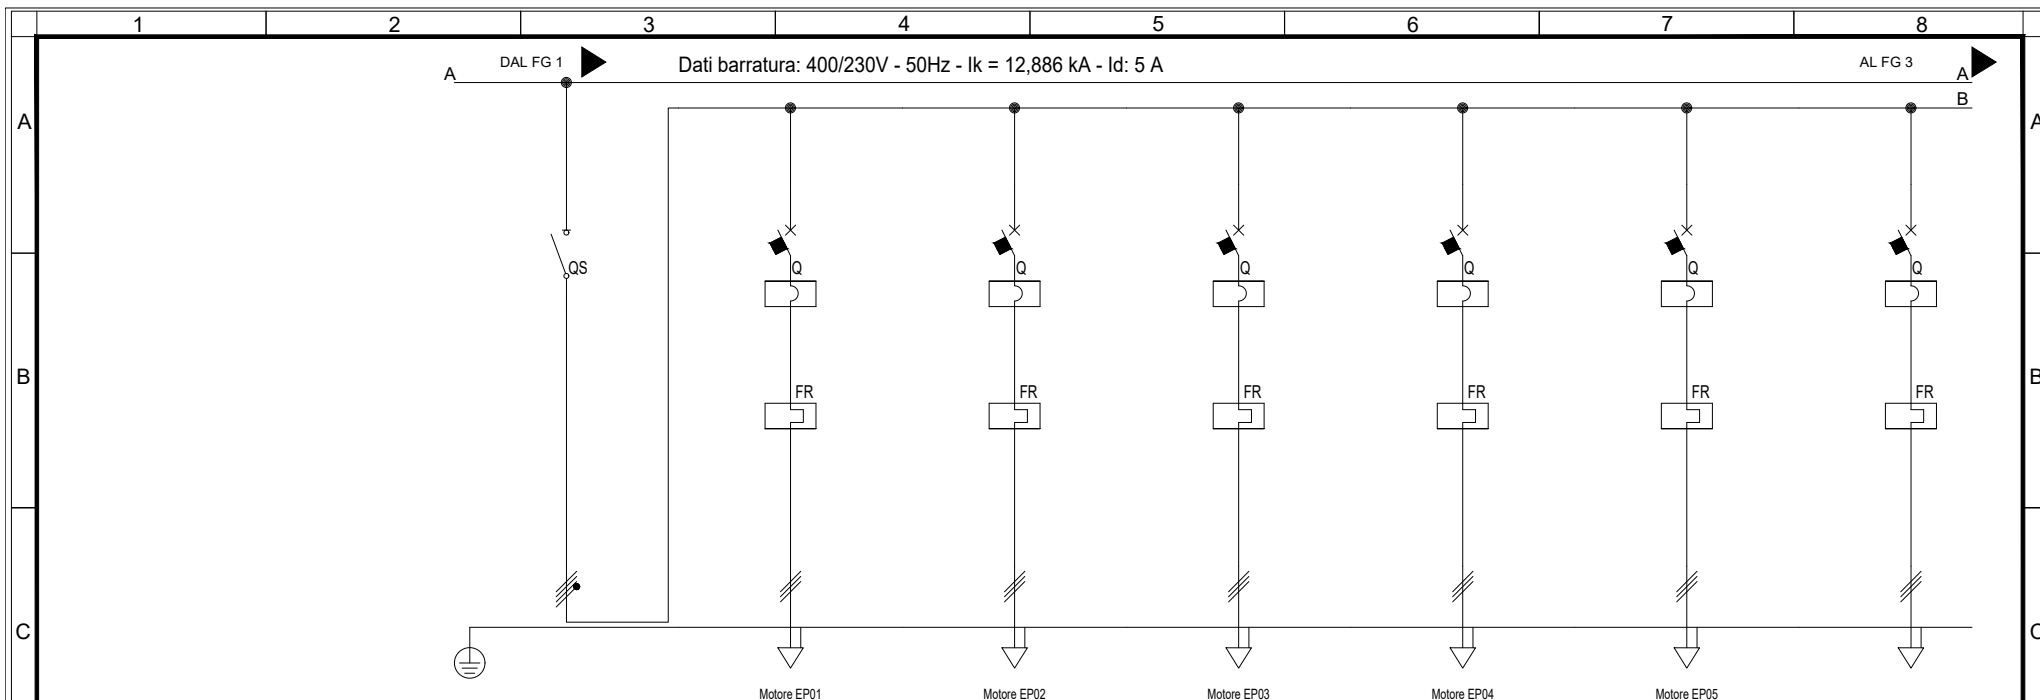 1 2 3 4 5 6 7 8
DAL FG 1 Dati barratura: 400/230V - 50Hz - Ik = 12,886 kA - Id: 5 A AL FG 3
A A
B
A A
QS Q Q Q Q Q Q
B B
FR FR FR FR FR FR
C C
Motore EP01 Motore EP02 Motore EP03 Motore EP04 Motore EP05